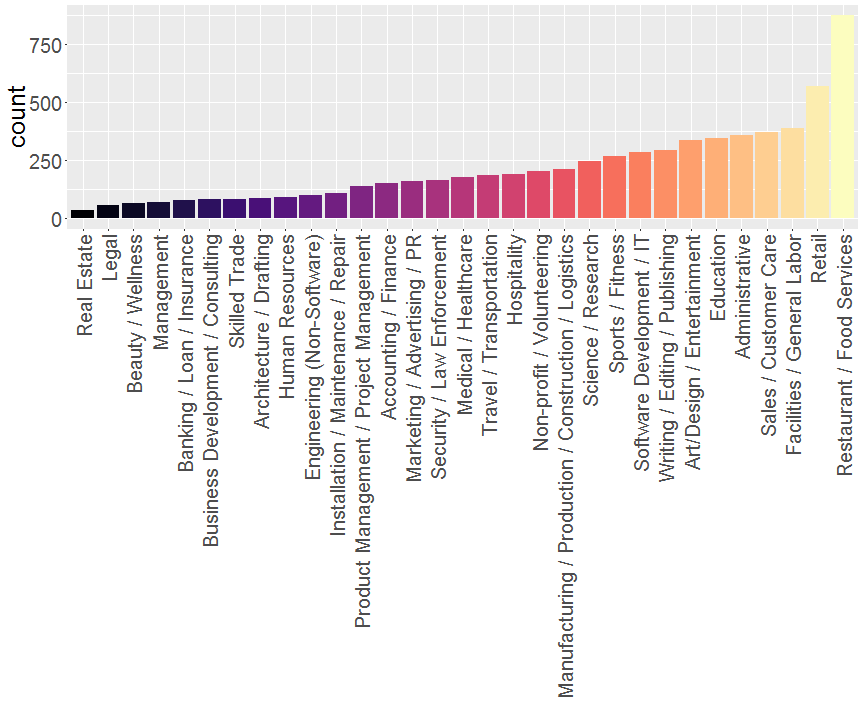 count
750
500
250
0
Real Estate
Legal
Beauty / Wellness
Management
Banking / Loan / Insurance
Business Development / Consulting
Skilled Trade
Architecture / Drafting
Human Resources
Engineering (Non-Software)
Installation / Maintenance / Repair
Product Management / Project Management
Accounting / Finance
Marketing / Advertising / PR
Security / Law Enforcement
Medical / Healthcare
Travel / Transportation
Hospitality
Non-profit / Volunteering
Manufacturing / Production / Construction / Logistics
Science / Research
Sports / Fitness
Software Development / IT
Writing / Editing / Publishing
Art/Design / Entertainment
Education
Administrative
Sales / Customer Care
Facilities / General Labor
Retail
Restaurant / Food Services